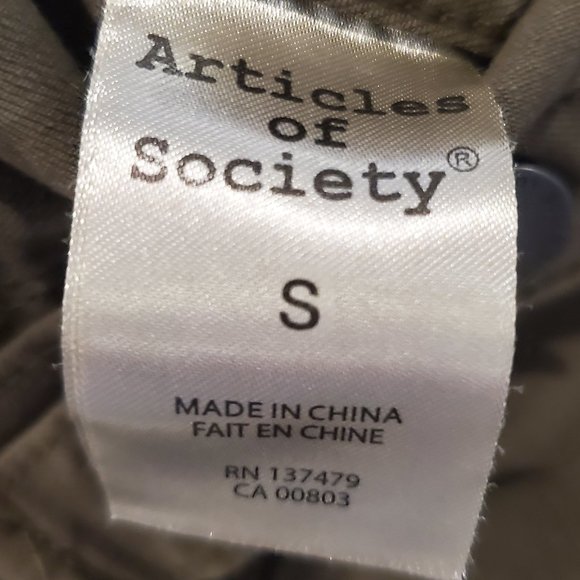 Articles
of
Society®
S
MADE IN CHINA
FAIT EN CHINE
RN 137479
CA 00803